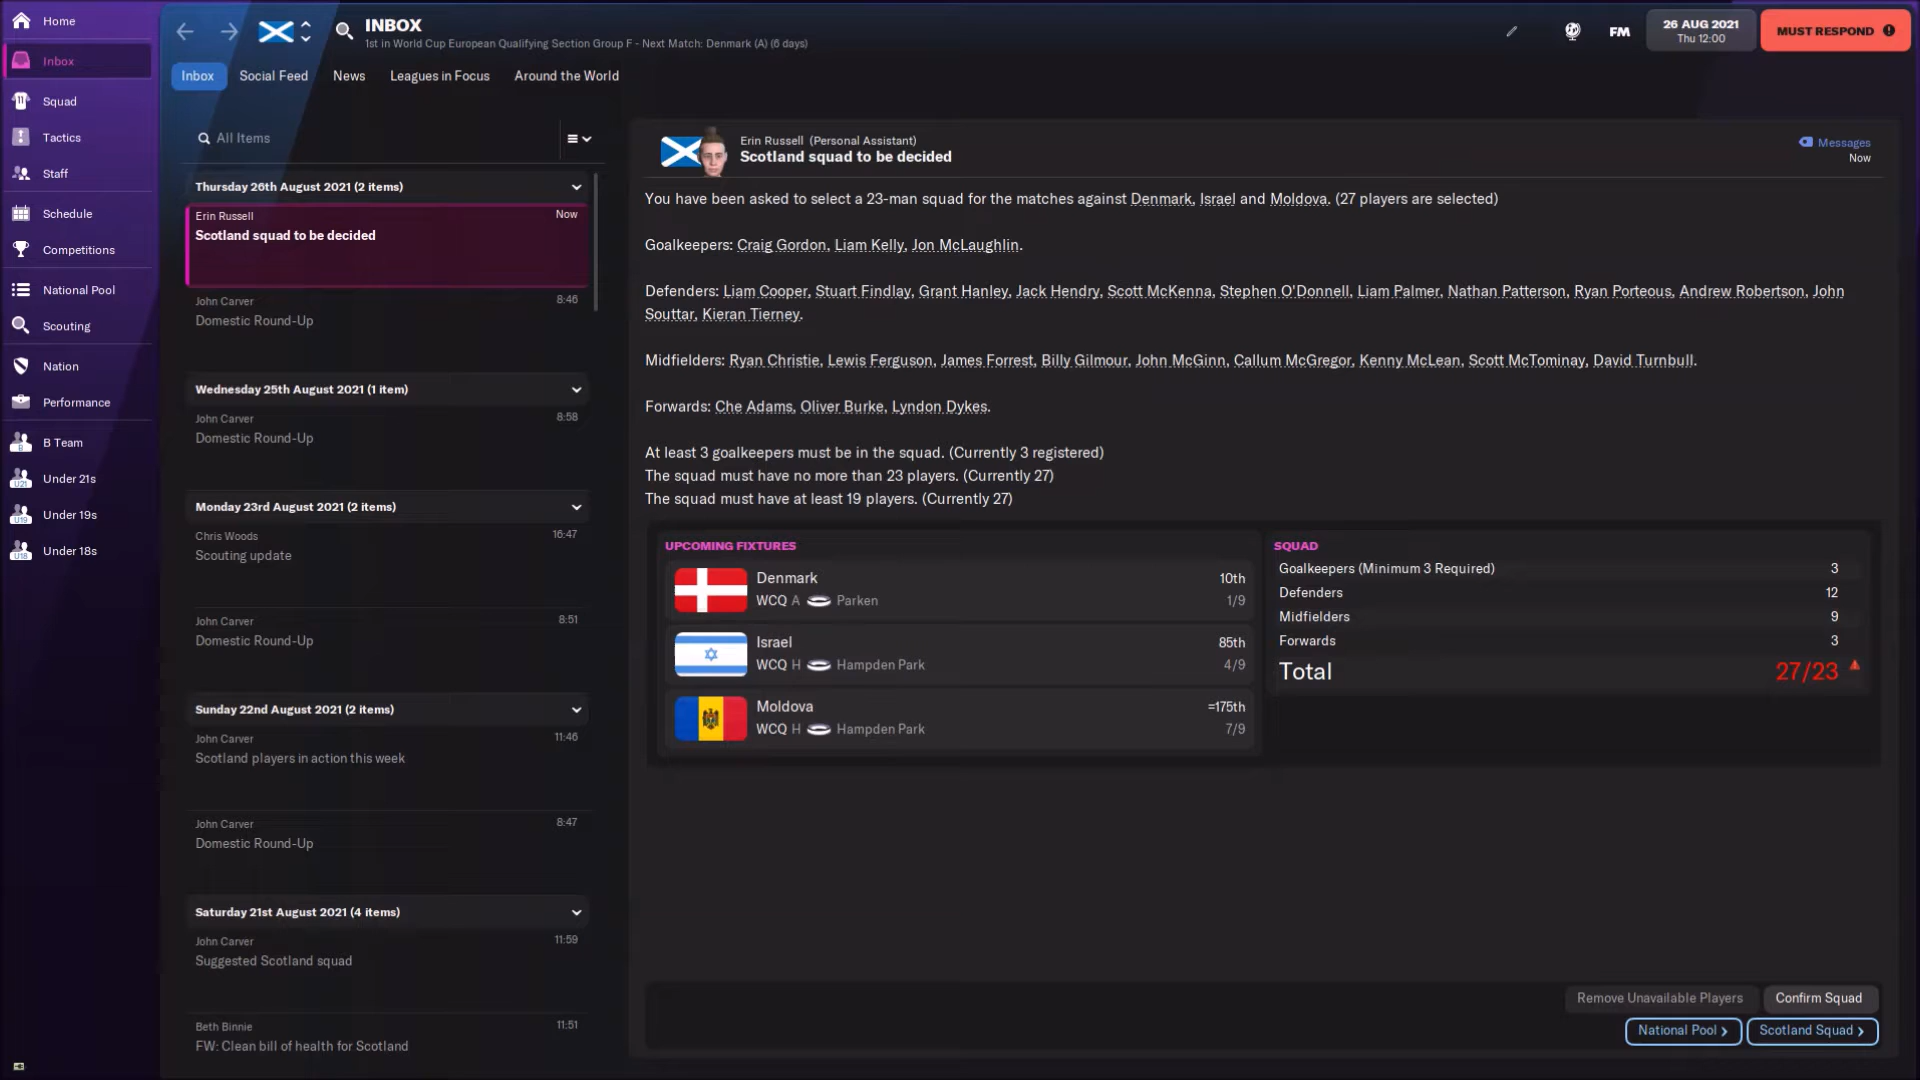 Home
Inbox
Squad
Tactics
Staff
Schedule
Competitions
National Pool
Scouting
Nation
Performance
B Team
Under 21s
Under 19s
Under 18s
INBOX
1st in World Cup European Qualifying Section Group F - Next Match: Denmark (A) (6 days)
FM
26 AUG 2021
Thu 12:00
MUST RESPOND
Inbox
Social Feed
News
Leagues in Focus
Around the World
All Items
Thursday 26th August 2021 (2 items)
Erin Russell
Now
Scotland squad to be decided
John Carver
8:46
Domestic Round-Up
Wednesday 25th August 2021 (1 item)
John Carver
8:58
Domestic Round-Up
Monday 23rd August 2021 (2 items)
Chris Woods
16:47
Scouting update
John Carver
8:51
Domestic Round-Up
Sunday 22nd August 2021 (2 items)
John Carver
11:46
Scotland players in action this week
John Carver
8:47
Domestic Round-Up
Saturday 21st August 2021 (4 items)
John Carver
11:59
Suggested Scotland squad
Beth Binnie
11:51
FW: Clean bill of health for Scotland
Erin Russell (Personal Assistant)
Scotland squad to be decided
Messages
Now
You have been asked to select a 23-man squad for the matches against Denmark, Israel and Moldova. (27 players are selected)
Goalkeepers: Craig Gordon, Liam Kelly, Jon McLaughlin.
Defenders: Liam Cooper, Stuart Findlay, Grant Hanley, Jack Hendry, Scott McKenna, Stephen O'Donnell, Liam Palmer, Nathan Patterson, Ryan Porteous, Andrew Robertson, John
Souttar, Kieran Tierney.
Midfielders: Ryan Christie, Lewis Ferguson, James Forrest, Billy Gilmour, John McGinn, Callum McGregor, Kenny McLean, Scott McTominay, David Turnbull.
Forwards: Che Adams, Oliver Burke, Lyndon Dykes.
At least 3 goalkeepers must be in the squad. (Currently 3 registered)
The squad must have no more than 23 players. (Currently 27)
The squad must have at least 19 players. (Currently 27)
UPCOMING FIXTURES
Denmark
10th
WCQ A Parken
1/9
Israel
85th
WCQ H Hampden Park
4/9
Moldova
=175th
WCQ H Hampden Park
7/9
SQUAD
Goalkeepers (Minimum 3 Required) 3
Defenders 12
Midfielders 9
Forwards 3
Total 27/23
Remove Unavailable Players
Confirm Squad
National Pool
Scotland Squad